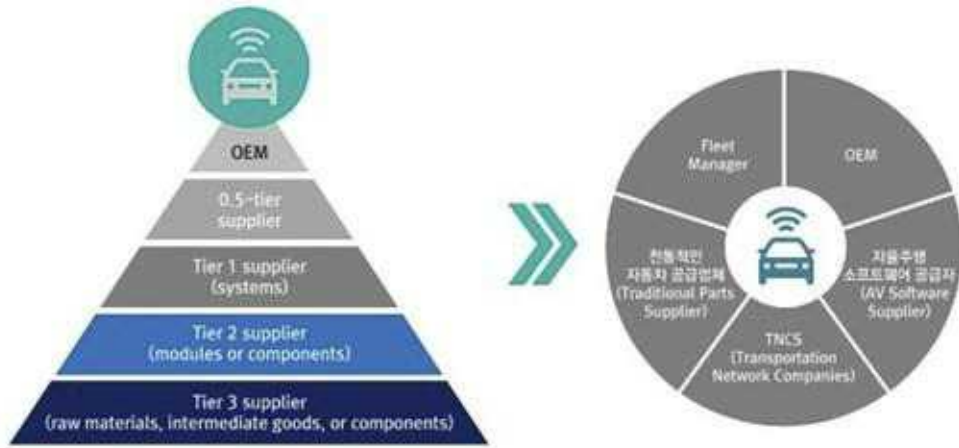 OEM
0.5-tier
supplier
Tier 1 supplier
(systems)
Tier 2 supplier
(modules or components)
Tier 3 supplier
(raw materials, intermediate goods, or components)
Fleet
Manager
OEM
전통적인
자동차 공급업체
(Traditional Parts
Supplier)
자율주행
소프트웨어 공급자
(AV Software
Supplier)
TNCS
(Transportation
Network Companies)